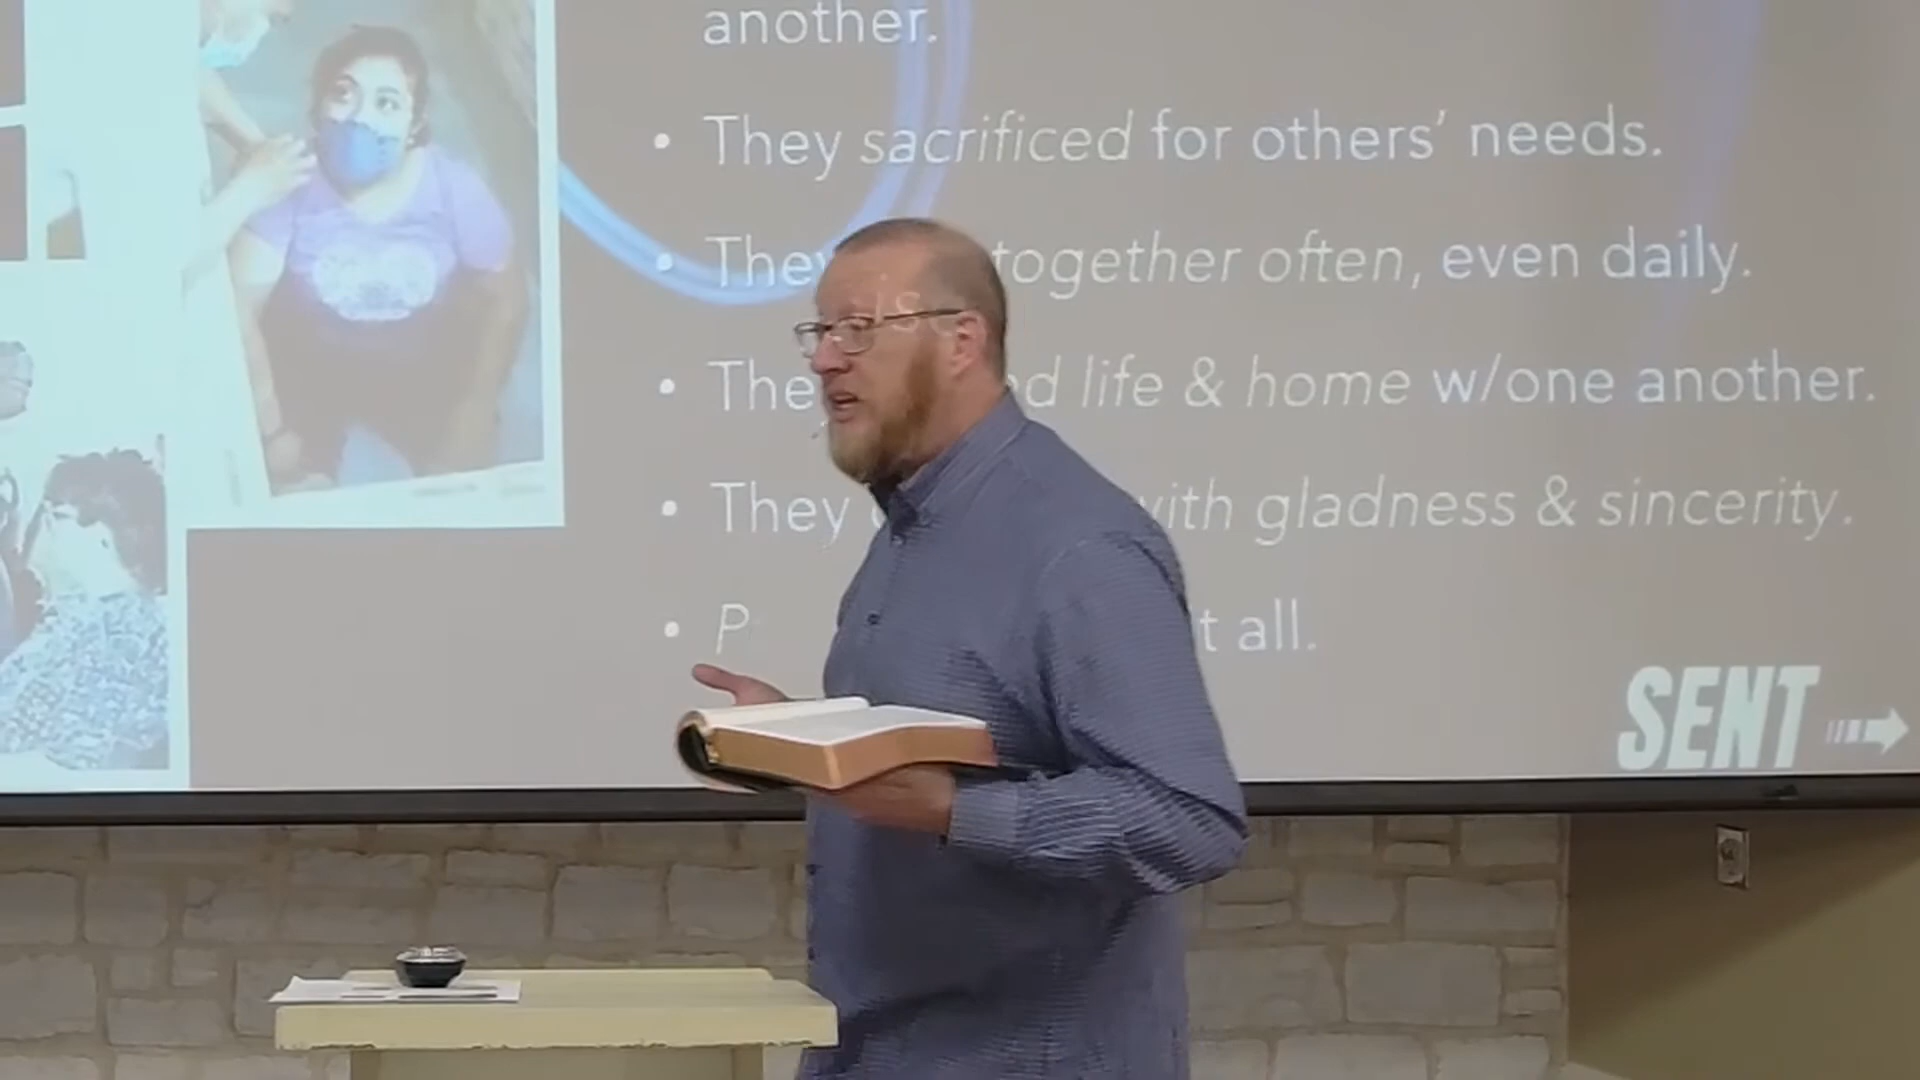 another.
• They sacrificed for others' needs.
• They together often, even daily.
• life & home w/one another.
• They with gladness & sincerity.
• all.
SENT